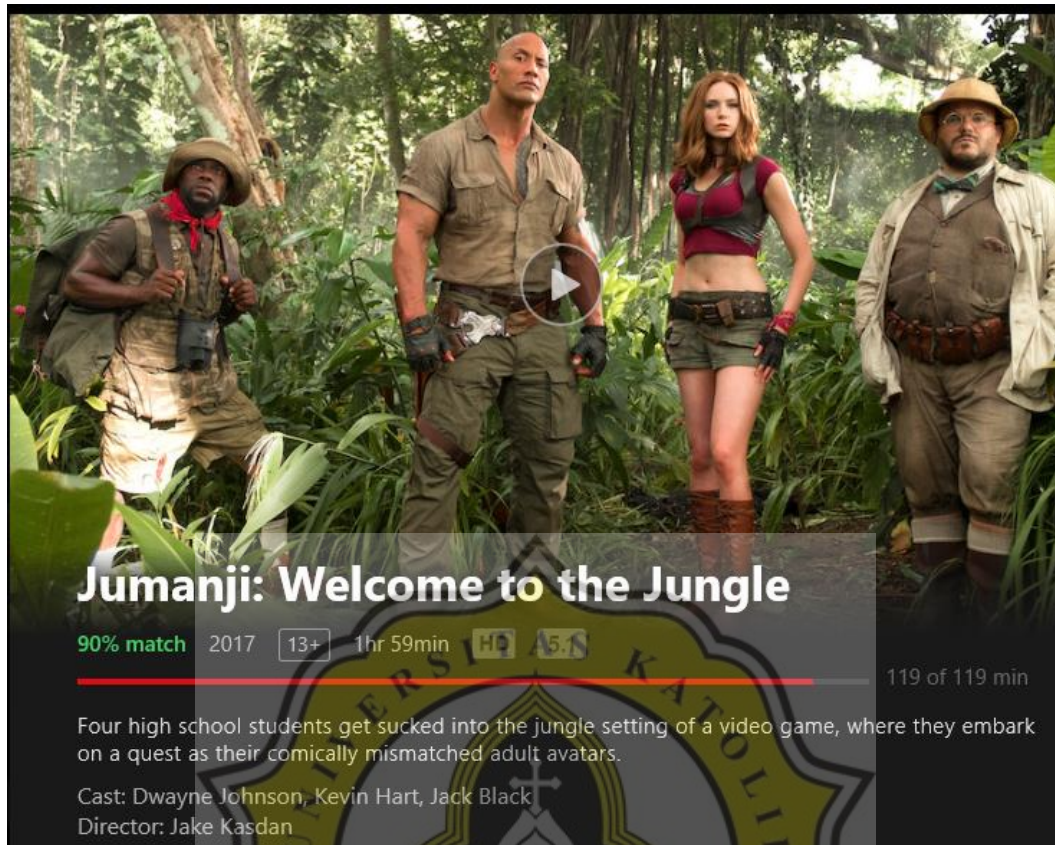 Jumanji: Welcome to the Jungle
90% match 2017 13+ 1hr 59min HD 5.1
119 of 119 min
Four high school students get sucked into the jungle setting of a video game, where they embark
on a quest as their comically mismatched adult avatars.
Cast: Dwayne Johnson, Kevin Hart, Jack Black
Director: Jake Kasdan
UNIVERSITAS KATOLI